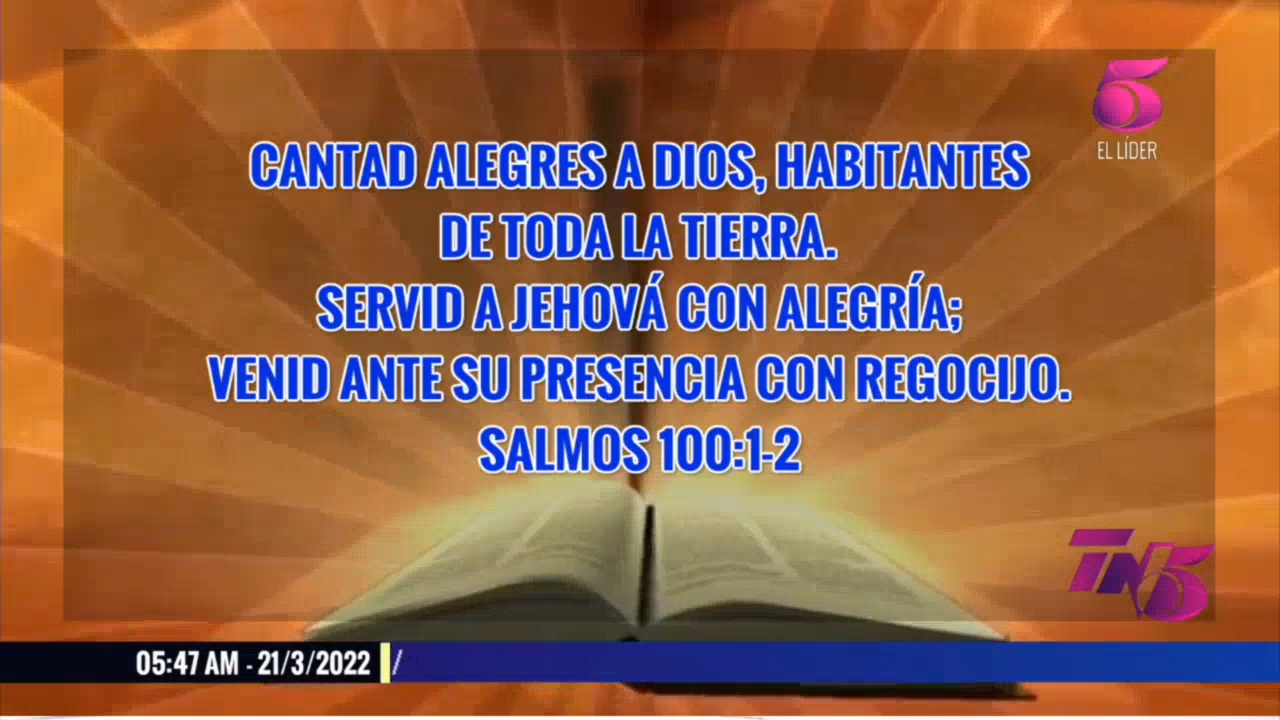 5
EL LÍDER
CANTAD ALEGRES A DIOS, HABITANTES
DE TODA LA TIERRA.
SERVID A JEHOVÁ CON ALEGRÍA;
VENID ANTE SU PRESENCIA CON REGOCIJO.
SALMOS 100:1-2
TN5
05:47 AM - 21/3/2022 /